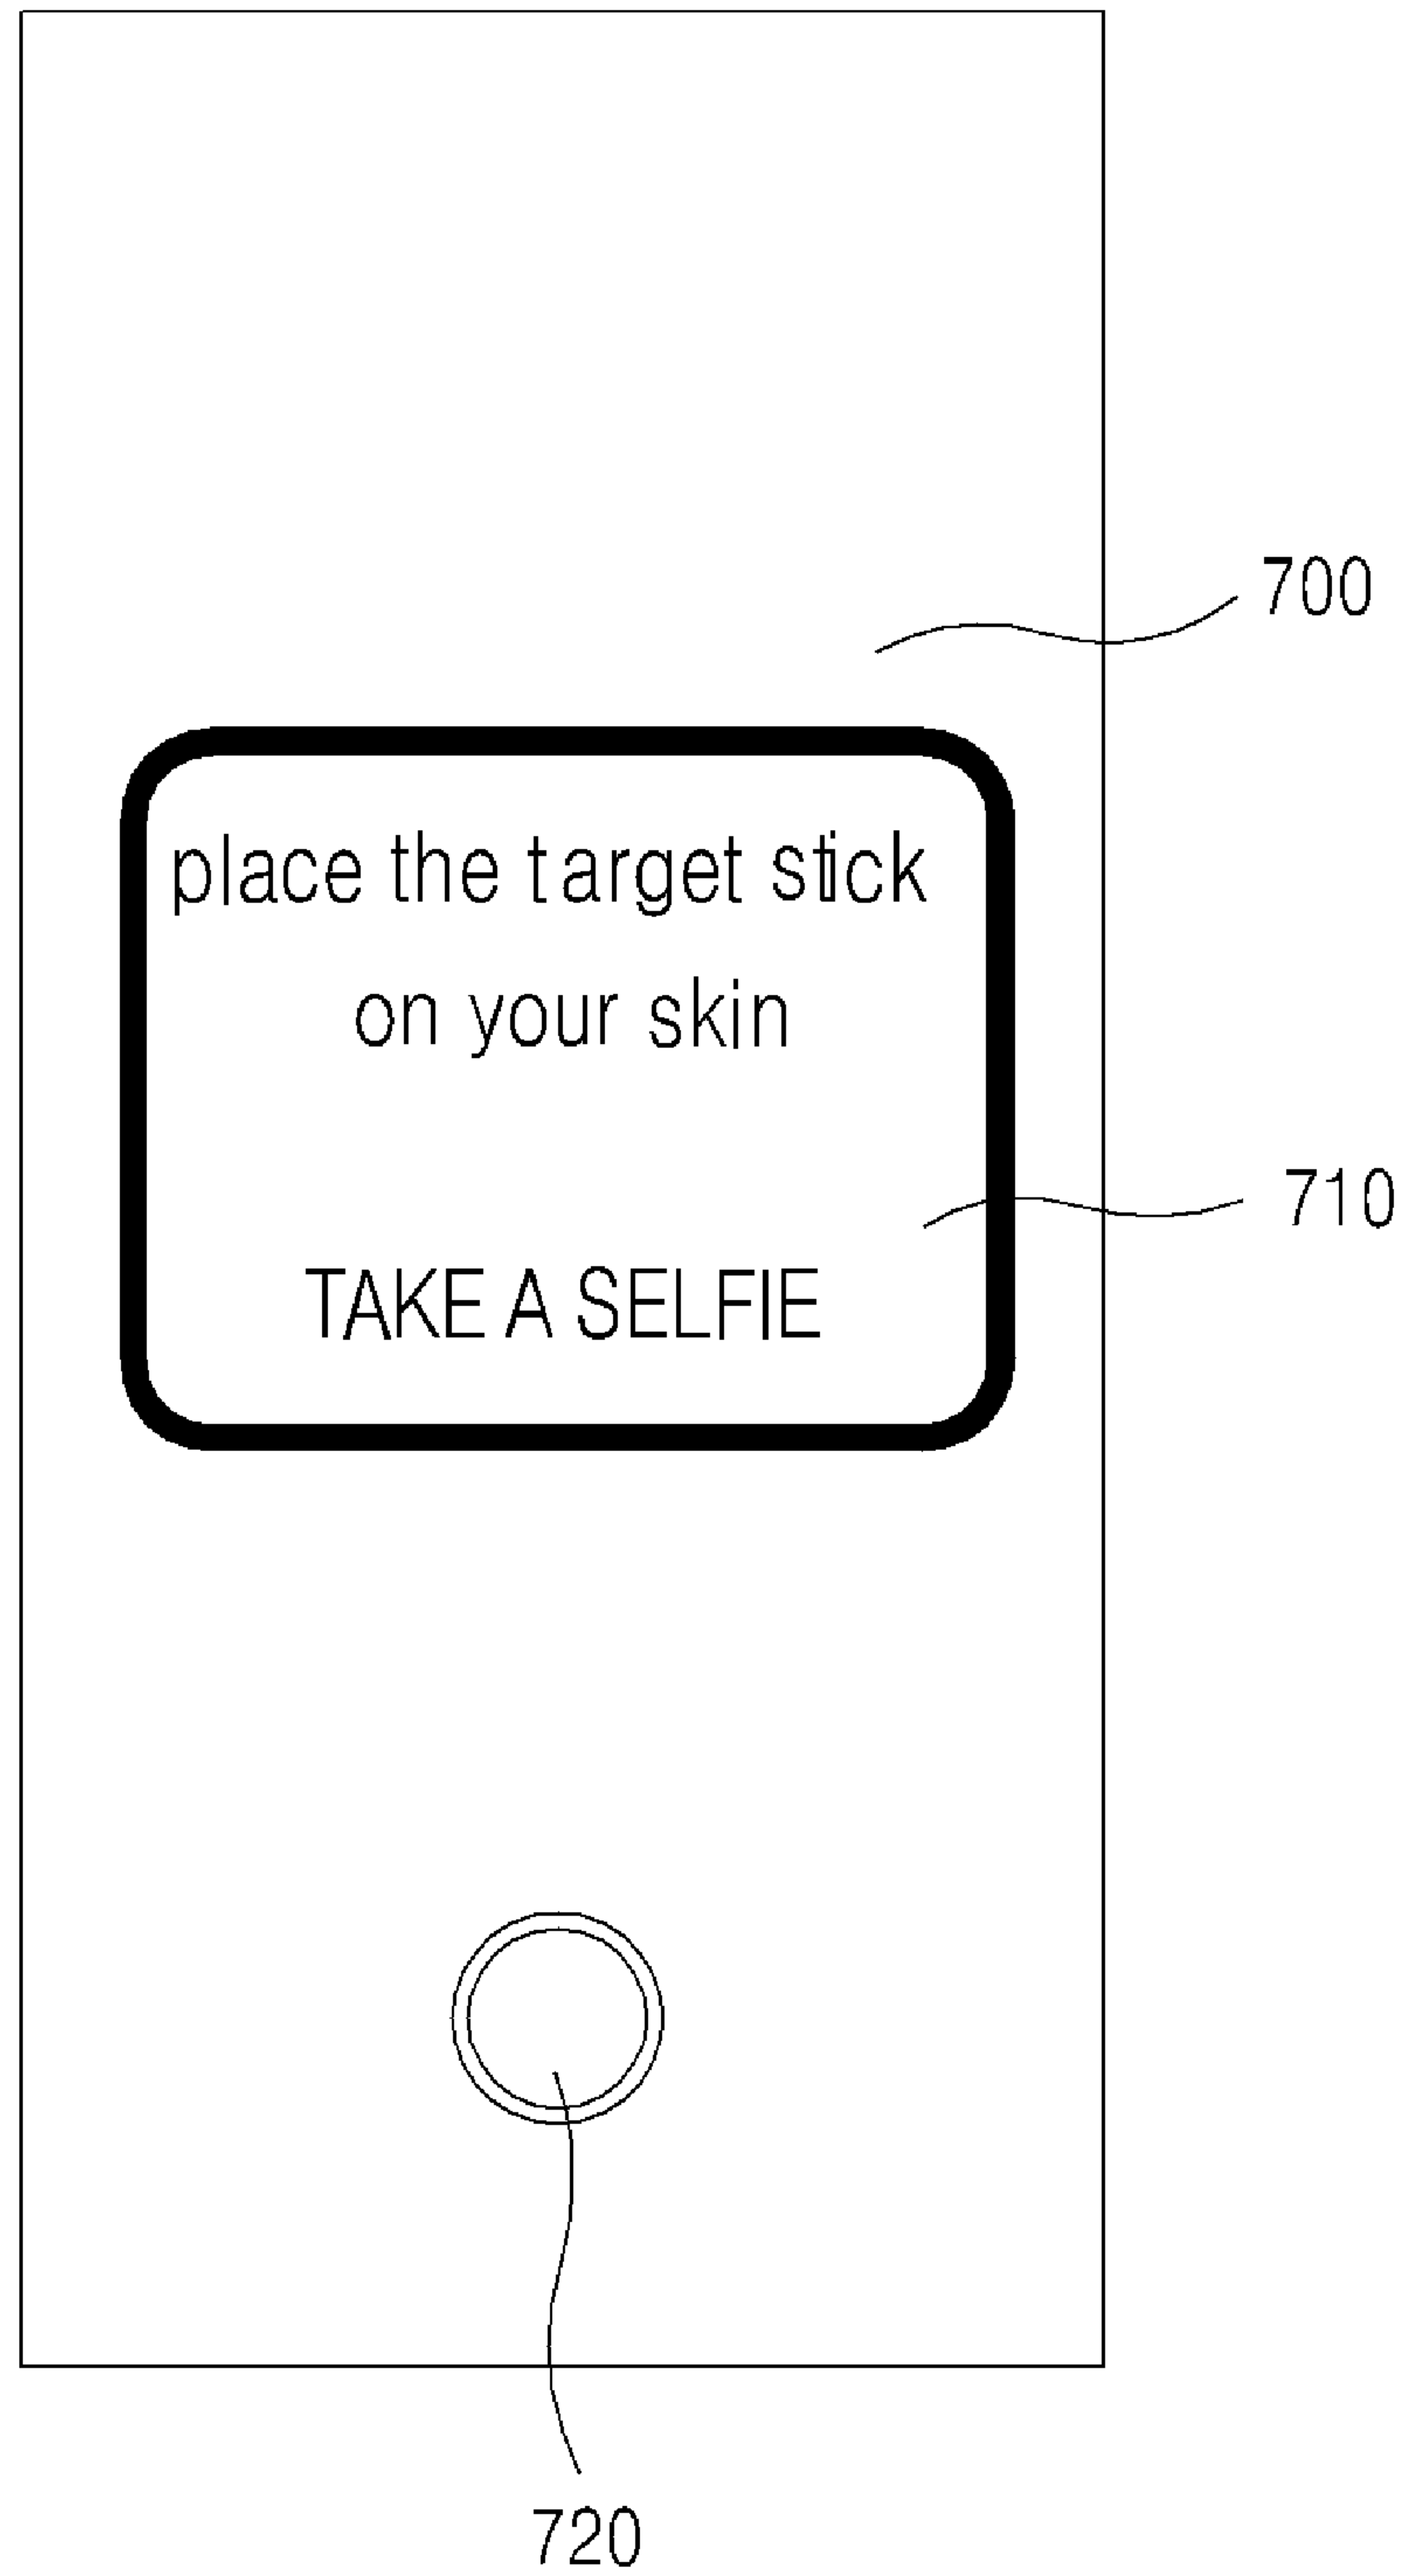 700
place the target stick
on your skin
710
TAKE A SELFIE
720